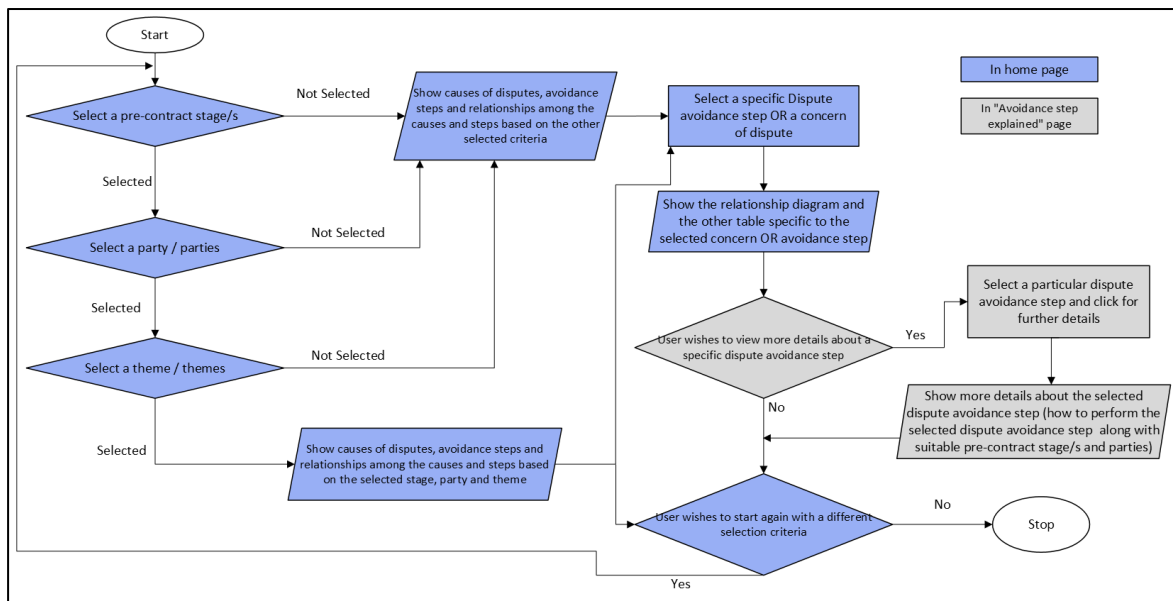 Start
Select a pre-contract stage/s
Not Selected
Selected
Select a party / parties
Not Selected
Selected
Select a theme / themes
Not Selected
Selected
Show causes of disputes, avoidance
steps and relationships among the
causes and steps based on the other
selected criteria
Show causes of disputes, avoidance steps and
relationships among the causes and steps based
on the selected stage, party and theme
Select a specific Dispute
avoidance step OR a concern
of dispute
Show the relationship diagram and
the other table specific to the
selected concern OR avoidance step
User wishes to view more details about a
specific dispute avoidance step
Yes
No
Select a particular dispute
avoidance step and click for
further details
Show more details about the selected
dispute avoidance step (how to perform the
selected dispute avoidance step along with
suitable pre-contract stage/s and parties)
User wishes to start again with a different
selection criteria
No
Stop
Yes
In home page
In "Avoidance step
explained" page